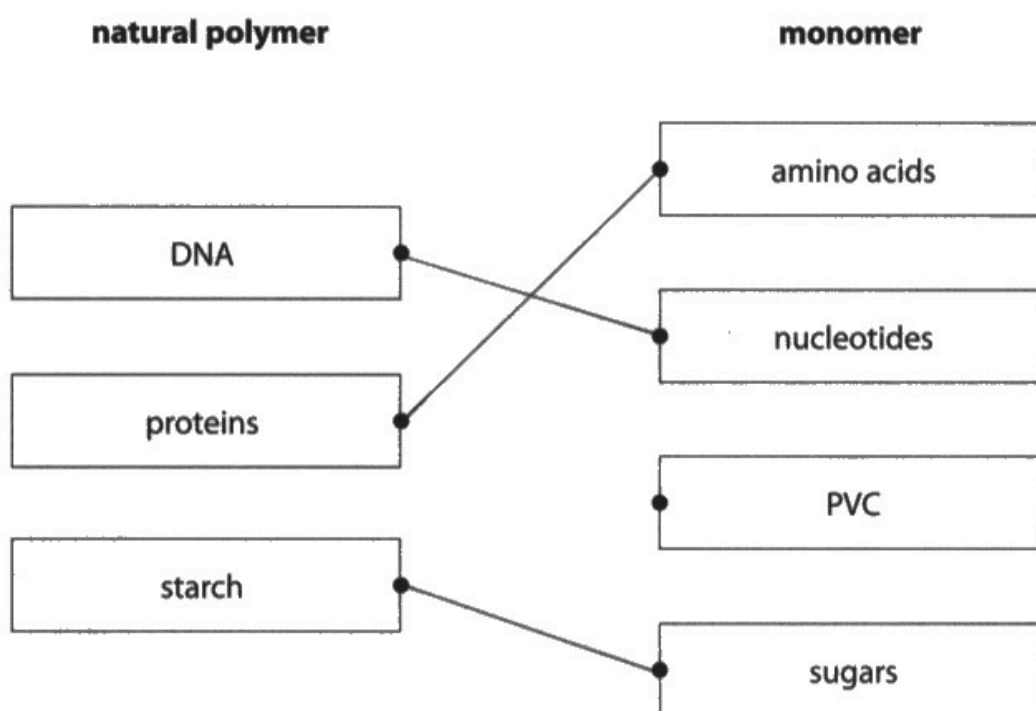 natural polymer
monomer
amino acids
DNA
nucleotides
proteins
PVC
starch
sugars